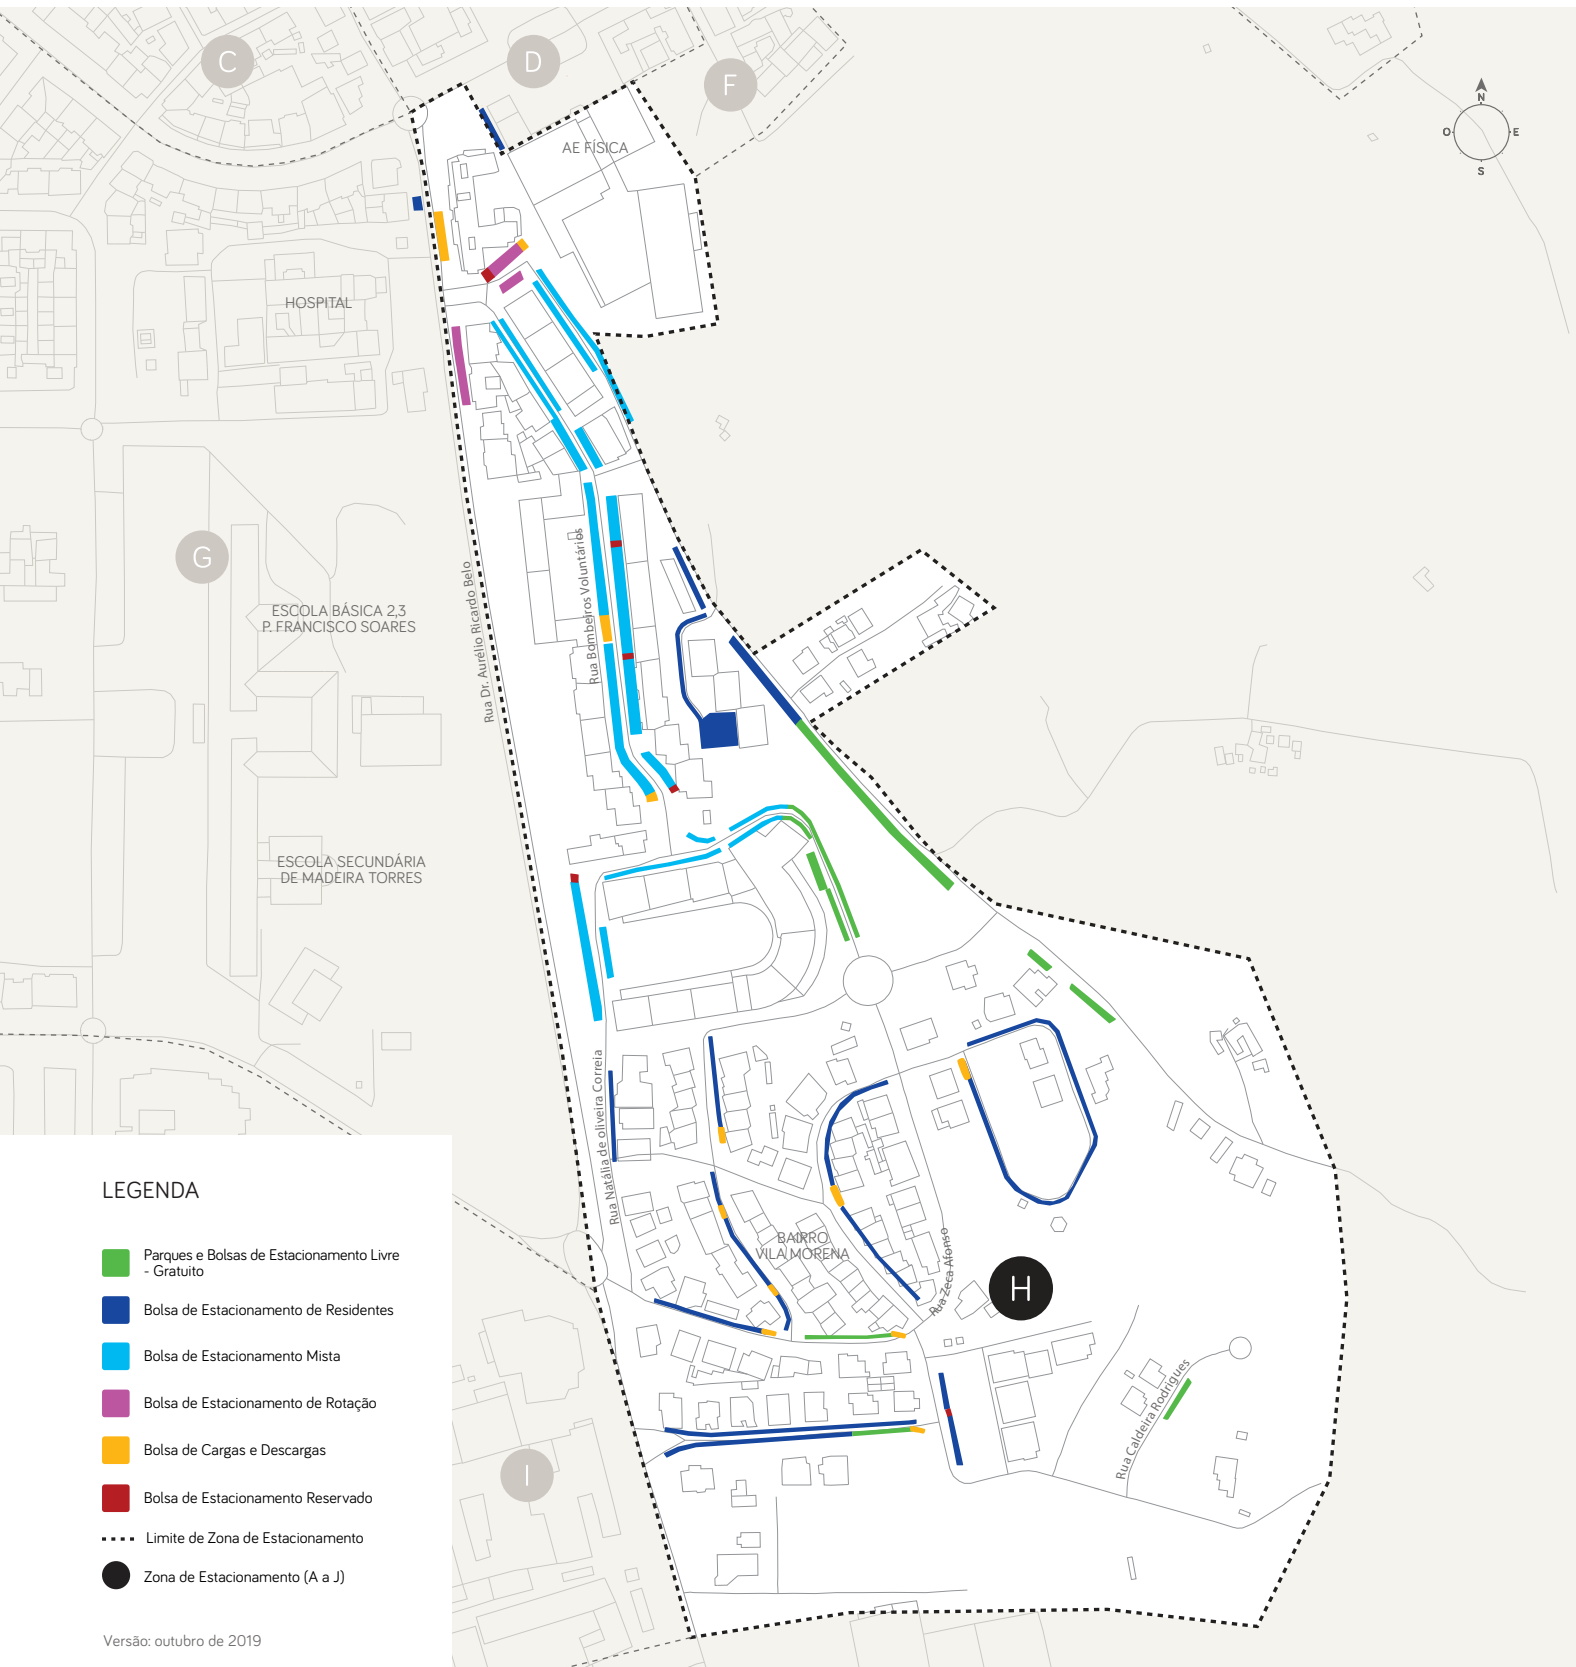 C
D
F
N
O
E
S
AE FÍSICA
HOSPITAL
G
ESCOLA BÁSICA 2,3
P. FRANCISCO SOARES
Rua Dr. Aurélio Ricardo Belo
Rua Bombeiros Voluntários
ESCOLA SECUNDÁRIA
DE MADEIRA TORRES
Rua Natália de oliveira Correia
BAIRRO
VILA MORENA
Rua Zeca Afonso
H
Rua Caldeira Rodrigues
I
LEGENDA
Parques e Bolsas de Estacionamento Livre
- Gratuito
Bolsa de Estacionamento de Residentes
Bolsa de Estacionamento Mista
Bolsa de Estacionamento de Rotação
Bolsa de Cargas e Descargas
Bolsa de Estacionamento Reservado
Limite de Zona de Estacionamento
Zona de Estacionamento (A a J)
Versão: outubro de 2019